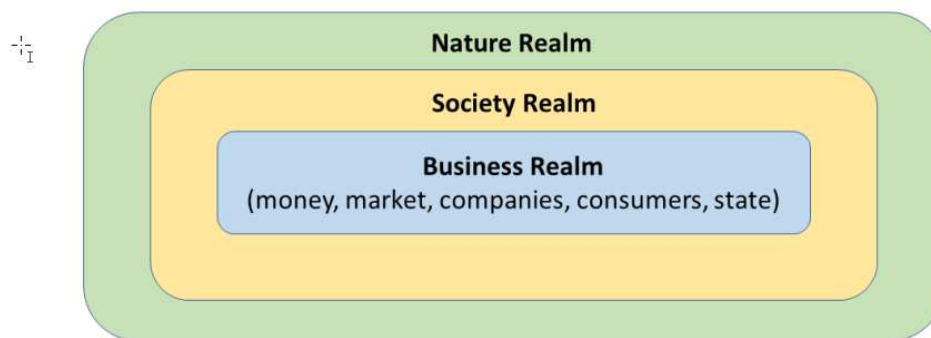 Nature Realm
Society Realm
Business Realm
(money, market, companies, consumers, state)